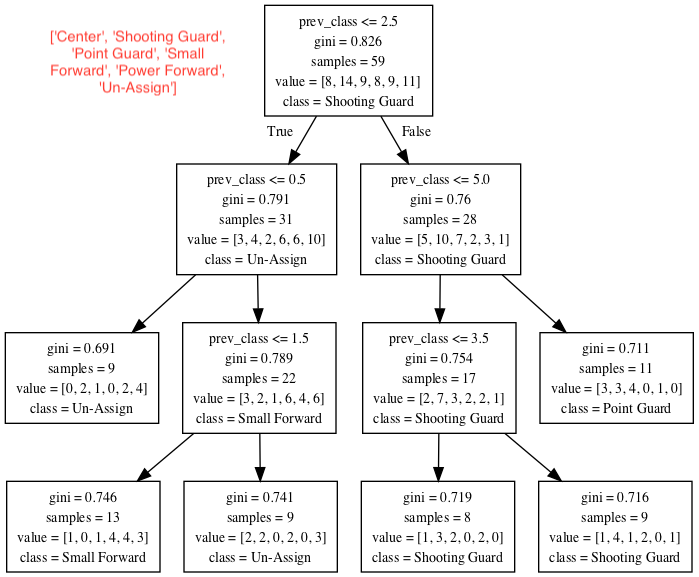 ['Center', 'Shooting Guard',
'Point Guard', 'Small
Forward', 'Power Forward',
'Un-Assign']
prev_class <= 2.5
gini = 0.826
samples = 59
value = [8, 14, 9, 8, 9, 11]
class = Shooting Guard
True
False
prev_class <= 0.5
gini = 0.791
samples = 31
value = [3, 4, 2, 6, 6, 10]
class = Un-Assign
prev_class <= 5.0
gini = 0.76
samples = 28
value = [5, 10, 7, 2, 3, 1]
class = Shooting Guard
gini = 0.691
samples = 9
value = [0, 2, 1, 0, 2, 4]
class = Un-Assign
prev_class <= 1.5
gini = 0.789
samples = 22
value = [3, 2, 1, 6, 4, 6]
class = Small Forward
prev_class <= 3.5
gini = 0.754
samples = 17
value = [2, 7, 3, 2, 2, 1]
class = Shooting Guard
gini = 0.711
samples = 11
value = [3, 3, 4, 0, 1, 0]
class = Point Guard
gini = 0.746
samples = 13
value = [1, 0, 1, 4, 4, 3]
class = Small Forward
gini = 0.741
samples = 9
value = [2, 2, 0, 2, 0, 3]
class = Un-Assign
gini = 0.719
samples = 8
value = [1, 3, 2, 0, 2, 0]
class = Shooting Guard
gini = 0.716
samples = 9
value = [1, 4, 1, 2, 0, 1]
class = Shooting Guard